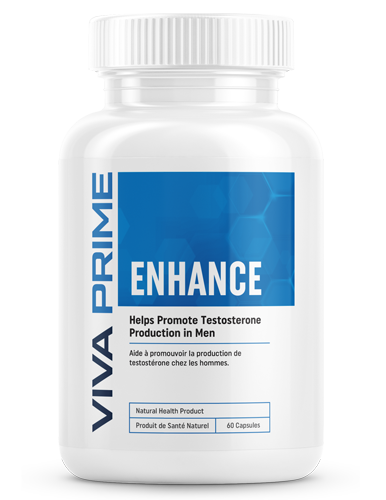 VIVA PRIME
ENHANCE
Helps Promote Testosterone
Production in Men
Aide à promouvoir la production de
testostérone chez les hommes.
Natural Health Product
Produit de Santé Naturel 60 Capsules